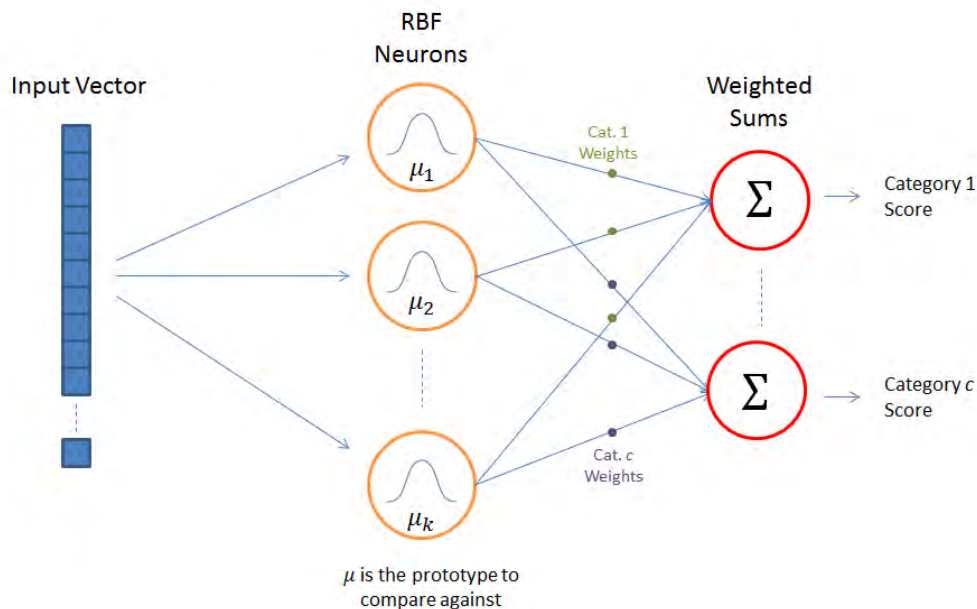 Input Vector
RBF
Neurons
μ₁
μ₂
μₖ
μ is the prototype to
compare against
Cat. 1
Weights
Cat. c
Weights
Weighted
Sums
Σ
Σ
Category 1
Score
Category c
Score